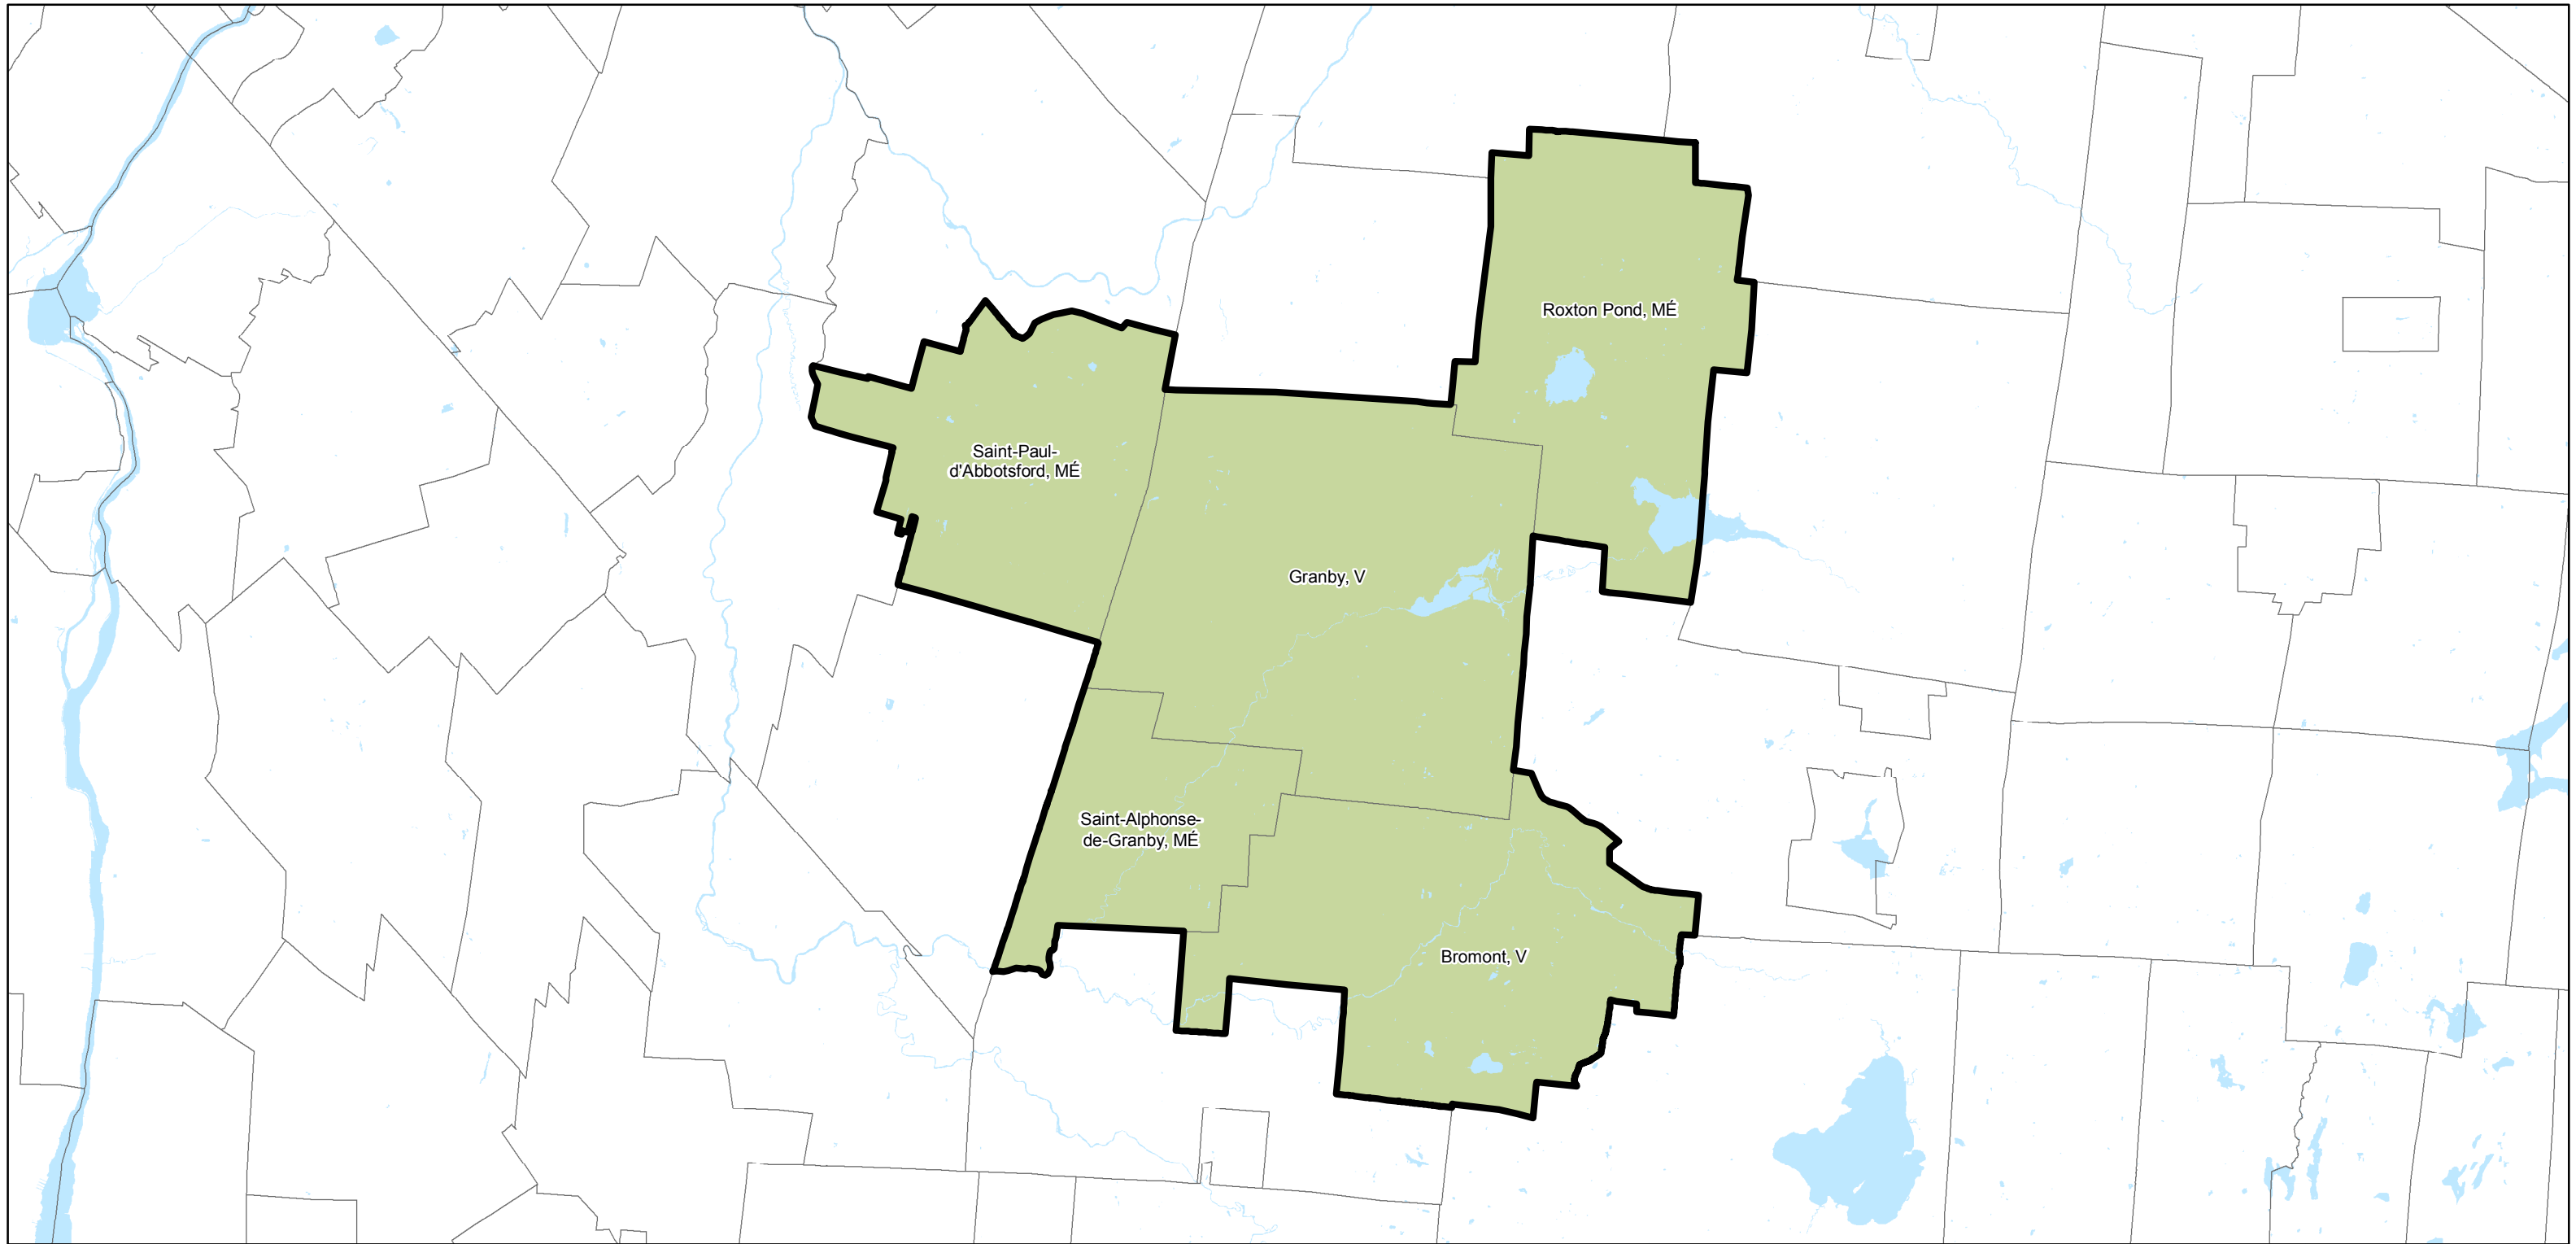 Roxton Pond, MÉ
Saint-Paul-
d'Abbotsford, MÉ
Granby, V
Saint-Alphonse-
de-Granby, MÉ
Bromont, V